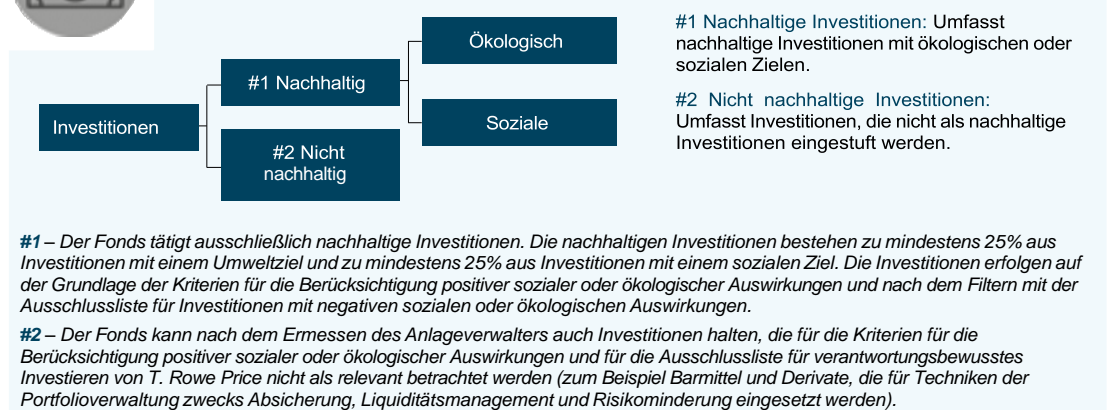 Investitionen
#1 Nachhaltig
#2 Nicht
nachhaltig
Ökologisch
Soziale
#1 Nachhaltige Investitionen: Umfasst
nachhaltige Investitionen mit ökologischen oder
sozialen Zielen.
#2 Nicht nachhaltige Investitionen:
Umfasst Investitionen, die nicht als nachhaltige
Investitionen eingestuft werden.
#1 – Der Fonds tätigt ausschließlich nachhaltige Investitionen. Die nachhaltigen Investitionen bestehen zu mindestens 25% aus
Investitionen mit einem Umweltziel und zu mindestens 25% aus Investitionen mit einem sozialen Ziel. Die Investitionen erfolgen auf
der Grundlage der Kriterien für die Berücksichtigung positiver sozialer oder ökologischer Auswirkungen und nach dem Filtern mit der
Ausschlussliste für Investitionen mit negativen sozialen oder ökologischen Auswirkungen.
#2 – Der Fonds kann nach dem Ermessen des Anlageverwalters auch Investitionen halten, die für die Kriterien für die
Berücksichtigung positiver sozialer oder ökologischer Auswirkungen und für die Ausschlussliste für verantwortungsbewusstes
Investieren von T. Rowe Price nicht als relevant betrachtet werden (zum Beispiel Barmittel und Derivate, die für Techniken der
Portfolioverwaltung zwecks Absicherung, Liquiditätsmanagement und Risikominderung eingesetzt werden).